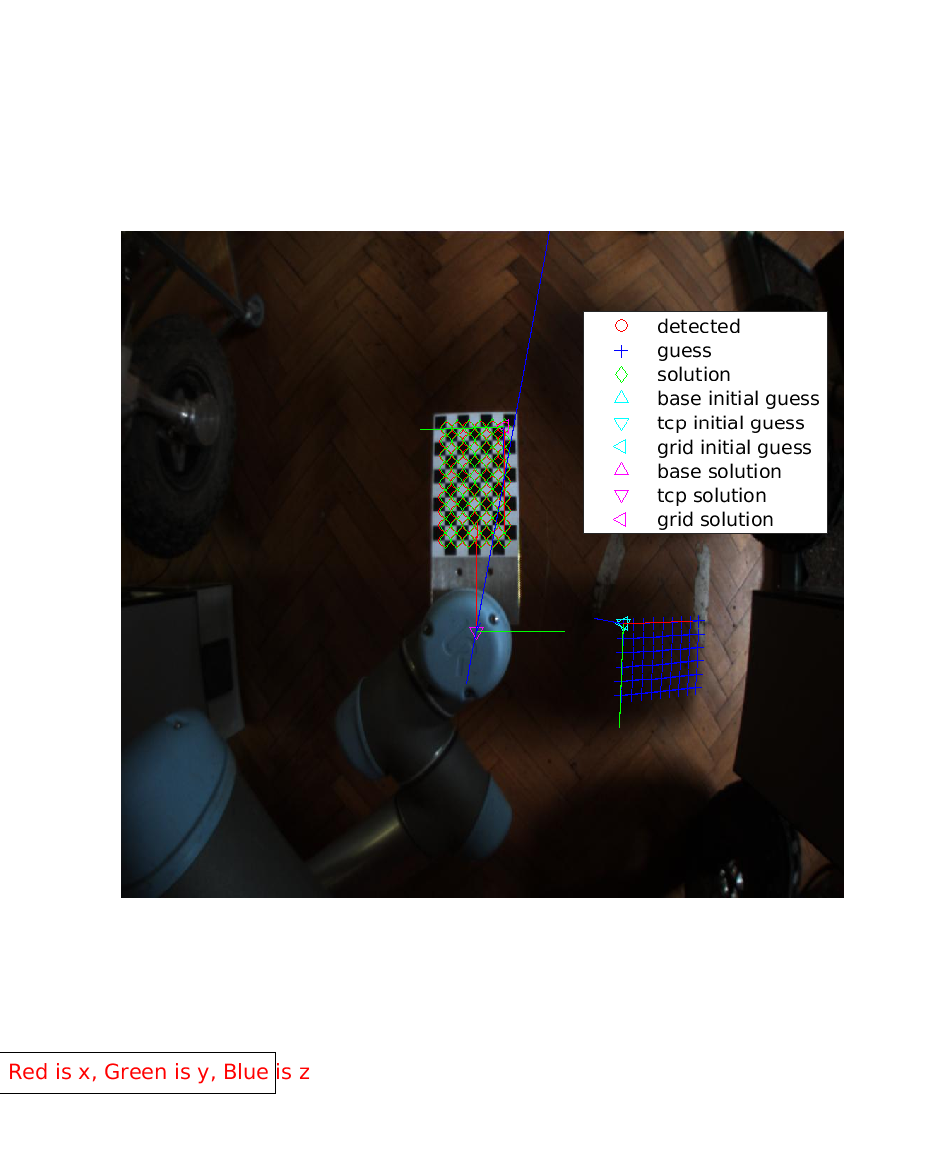 detected
guess
solution
base initial guess
tcp initial guess
grid initial guess
base solution
tcp solution
grid solution
Red is x, Green is y, Blue is z